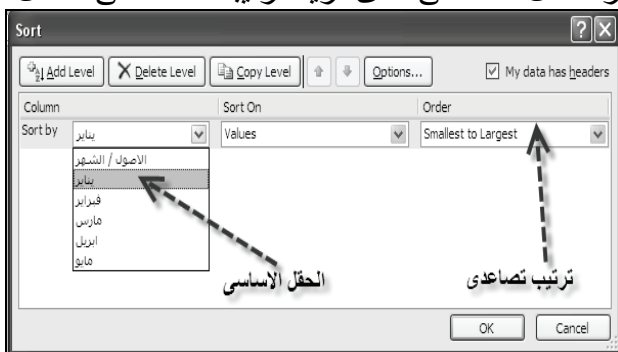 Sort
Add Level Delete Level Copy Level Options... My data has headers
Column Sort On Order
Sort by يناير Values Smallest to Largest
الاصول / الشهر
يناير
فبراير
مارس
ابريل
مايو
الحقل الاساسى
ترتيب تصاعدى
OK Cancel